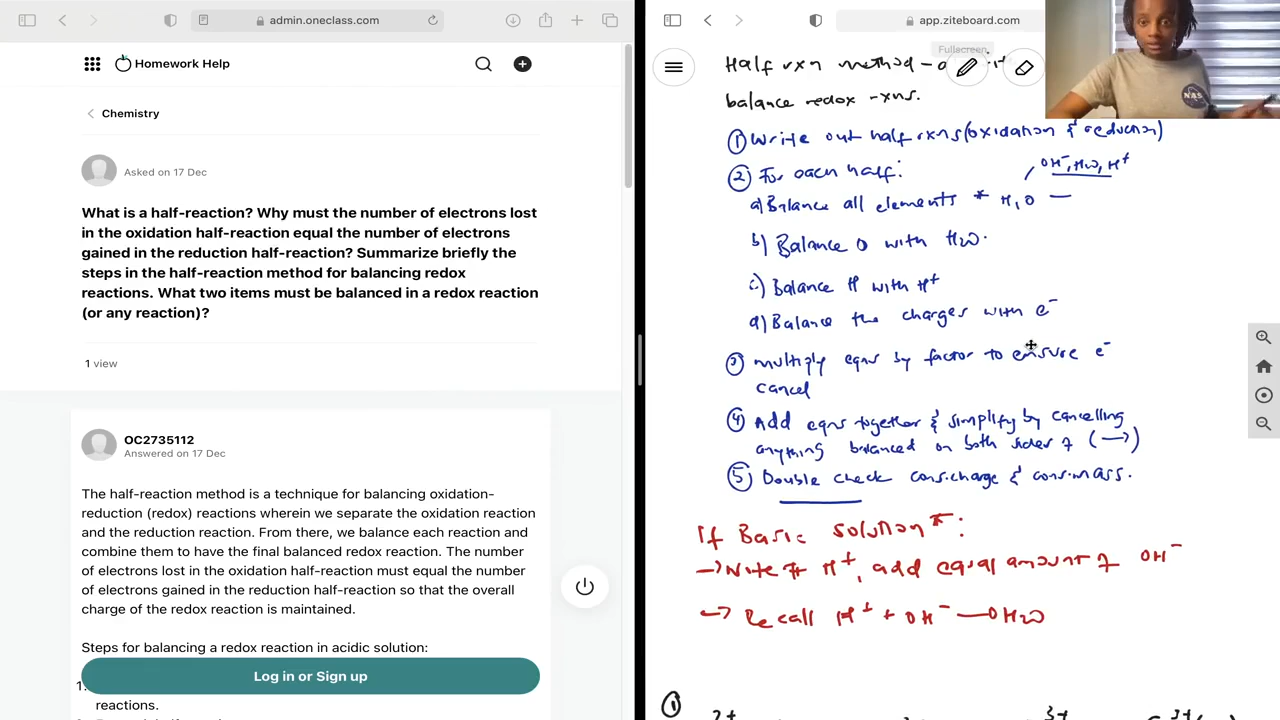 admin.oneclass.com
app.ziteboard.com
Homework Help
Chemistry
Asked on 17 Dec
What is a half-reaction? Why must the number of electrons lost
in the oxidation half-reaction equal the number of electrons
gained in the reduction half-reaction? Summarize briefly the
steps in the half-reaction method for balancing redox
reactions. What two items must be balanced in a redox reaction
(or any reaction)?
1 view
OC2735112
Answered on 17 Dec
The half-reaction method is a technique for balancing oxidation-
reduction (redox) reactions wherein we separate the oxidation reaction
and the reduction reaction. From there, we balance each reaction and
combine them to have the final balanced redox reaction. The number
of electrons lost in the oxidation half-reaction must equal the number
of electrons gained in the reduction half-reaction so that the overall
charge of the redox reaction is maintained.
Steps for balancing a redox reaction in acidic solution:
Log in or Sign up
1.
reactions.
Fullscreen
Half rxn method -
balance redox rxns.
① Write out half rxns (oxidation & reduction)
② For each half:
OH⁻, H₂O, H⁺
a) Balance all elements * H, O —
b) Balance O with H₂O.
c) Balance H with H⁺
d) Balance the charges with e⁻
③ multiply eqns by factor to ensure e⁻
cancel
④ Add eqns together & simplify by cancelling
anything balanced on both sides of (→)
⑤ Double check cons. charge & cons. mass.
If Basic solution*:
→ Note # H⁺, add equal amount of OH⁻
→ Recall H⁺ + OH⁻ → H₂O
①
NAS